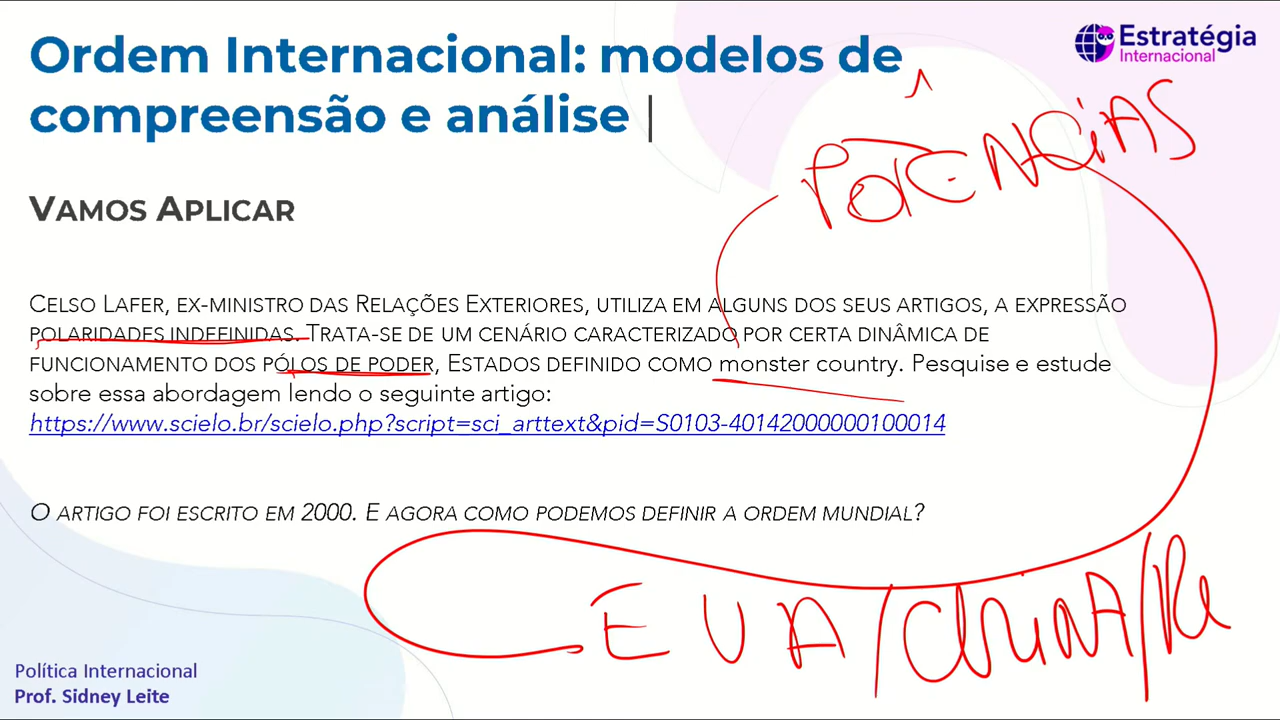 Ordem Internacional: modelos de
compreensão e análise |
Estratégia
Internacional
POTÊNCIAS
VAMOS APLICAR
CELSO LAFER, EX-MINISTRO DAS RELAÇÕES EXTERIORES, UTILIZA EM ALGUNS DOS SEUS ARTIGOS, A EXPRESSÃO
POLARIDADES INDEFINIDAS. TRATA-SE DE UM CENÁRIO CARACTERIZADO POR CERTA DINÂMICA DE
FUNCIONAMENTO DOS PÓLOS DE PODER, ESTADOS DEFINIDO COMO monster country. Pesquise e estude
sobre essa abordagem lendo o seguinte artigo:
https://www.scielo.br/scielo.php?script=sci_arttext&pid=S0103-40142000000100014
O ARTIGO FOI ESCRITO EM 2000. E AGORA COMO PODEMOS DEFINIR A ORDEM MUNDIAL?
EUA/CHINA/
Política Internacional
Prof. Sidney Leite